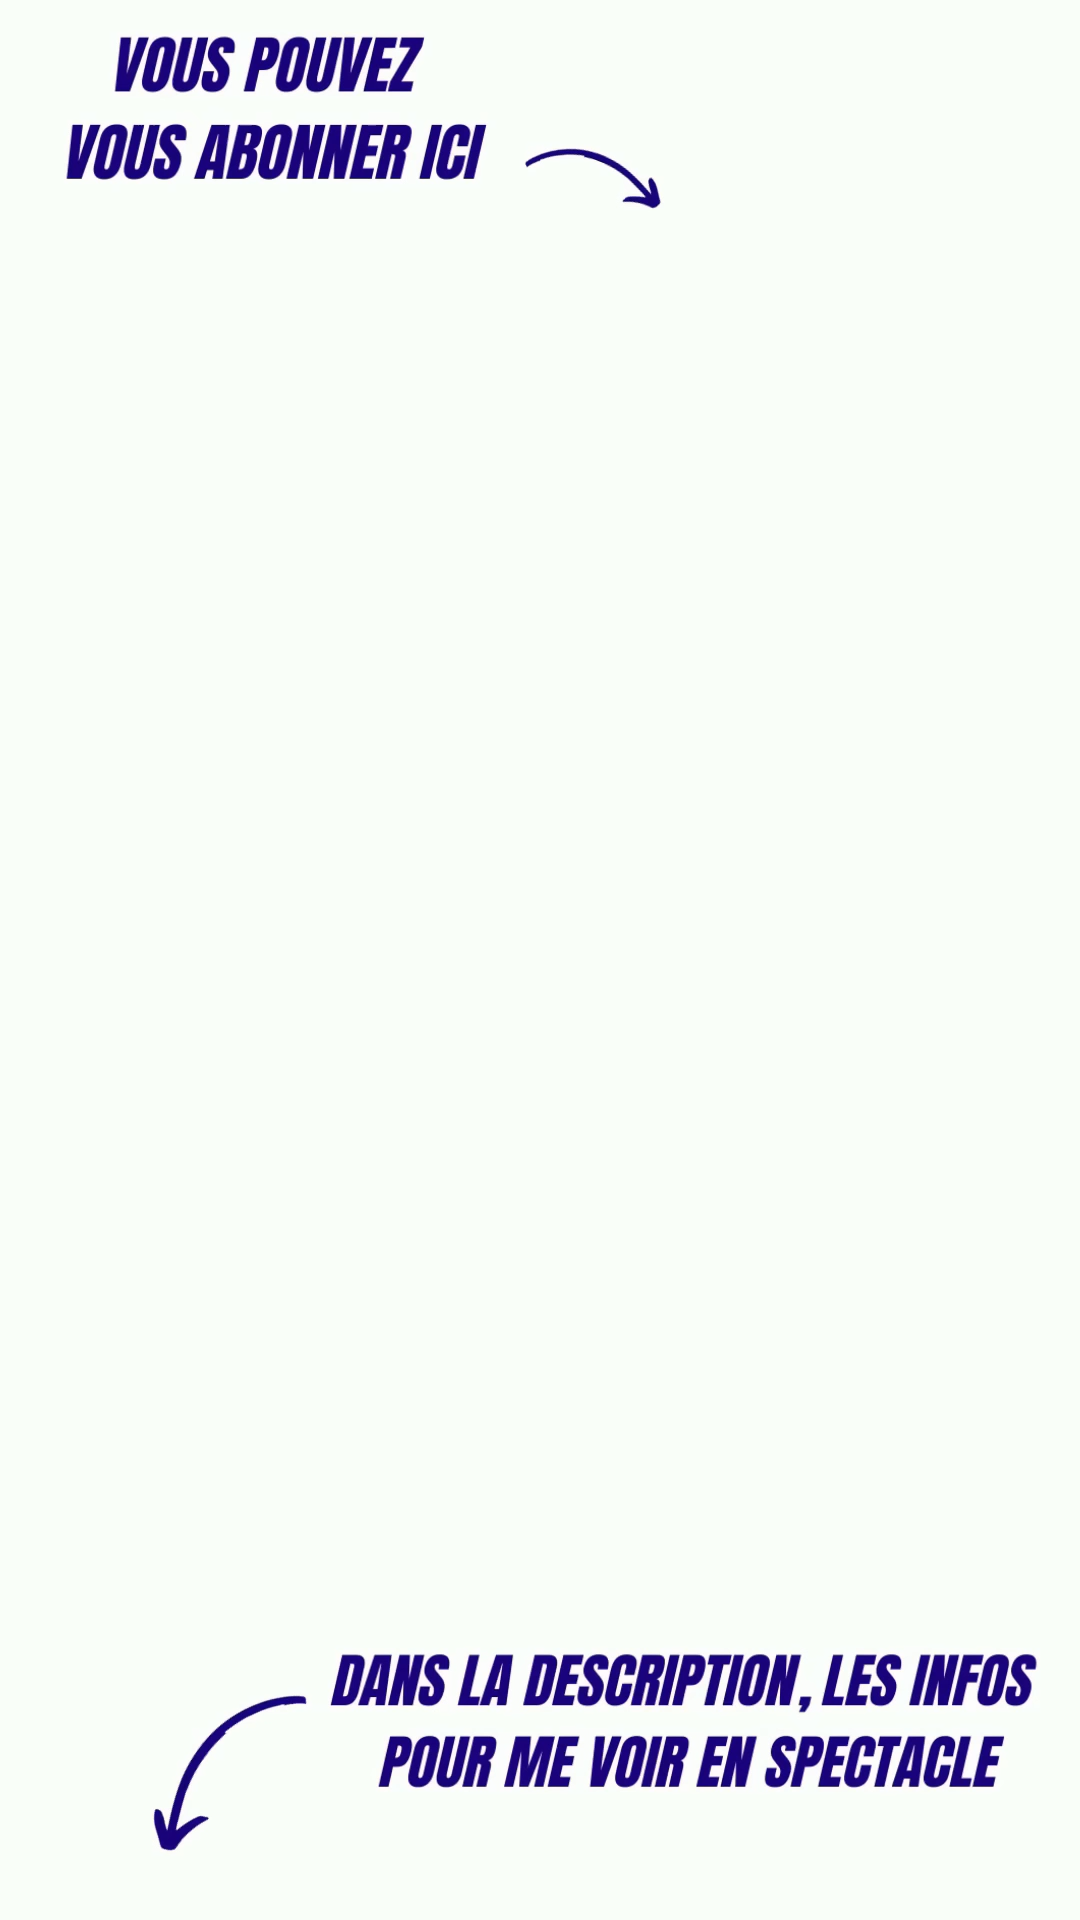 VOUS POUVEZ
VOUS ABONNER ICI
DANS LA DESCRIPTION, LES INFOS
POUR ME VOIR EN SPECTACLE